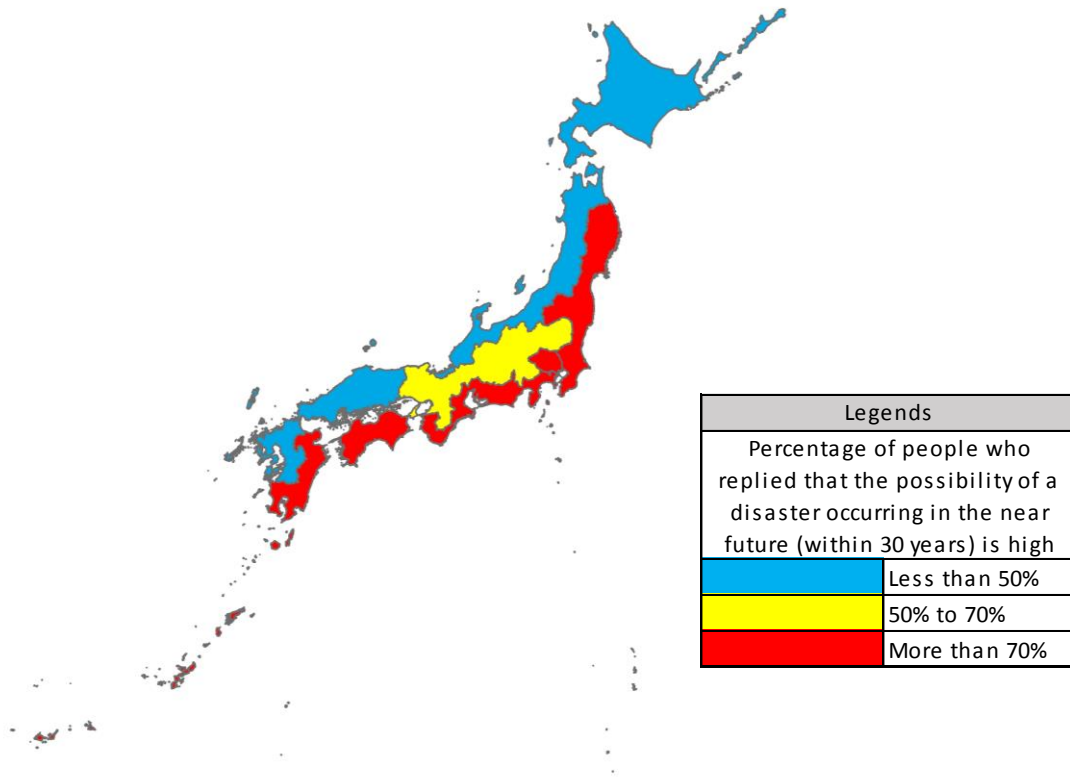 Legends
Percentage of people who
replied that the possibility of a
disaster occurring in the near
future (within 30 years) is high
Less than 50%
50% to 70%
More than 70%